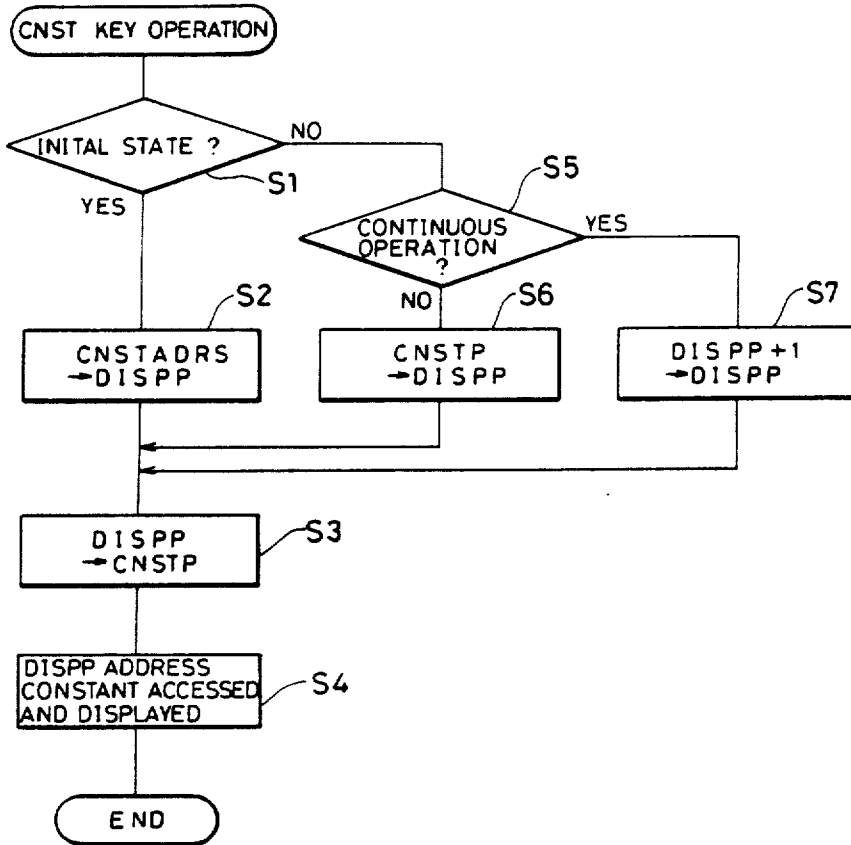 CNST KEY OPERATION
INITAL STATE ?
NO
S1
YES
S5
CONTINUOUS
OPERATION
?
YES
NO
S2
CNSTADRS
→DISPP
S6
CNSTP
→DISPP
S7
DISPP+1
→DISPP
DISPP
→CNSTP
S3
DISPP ADDRESS
CONSTANT ACCESSED
AND DISPLAYED
S4
END